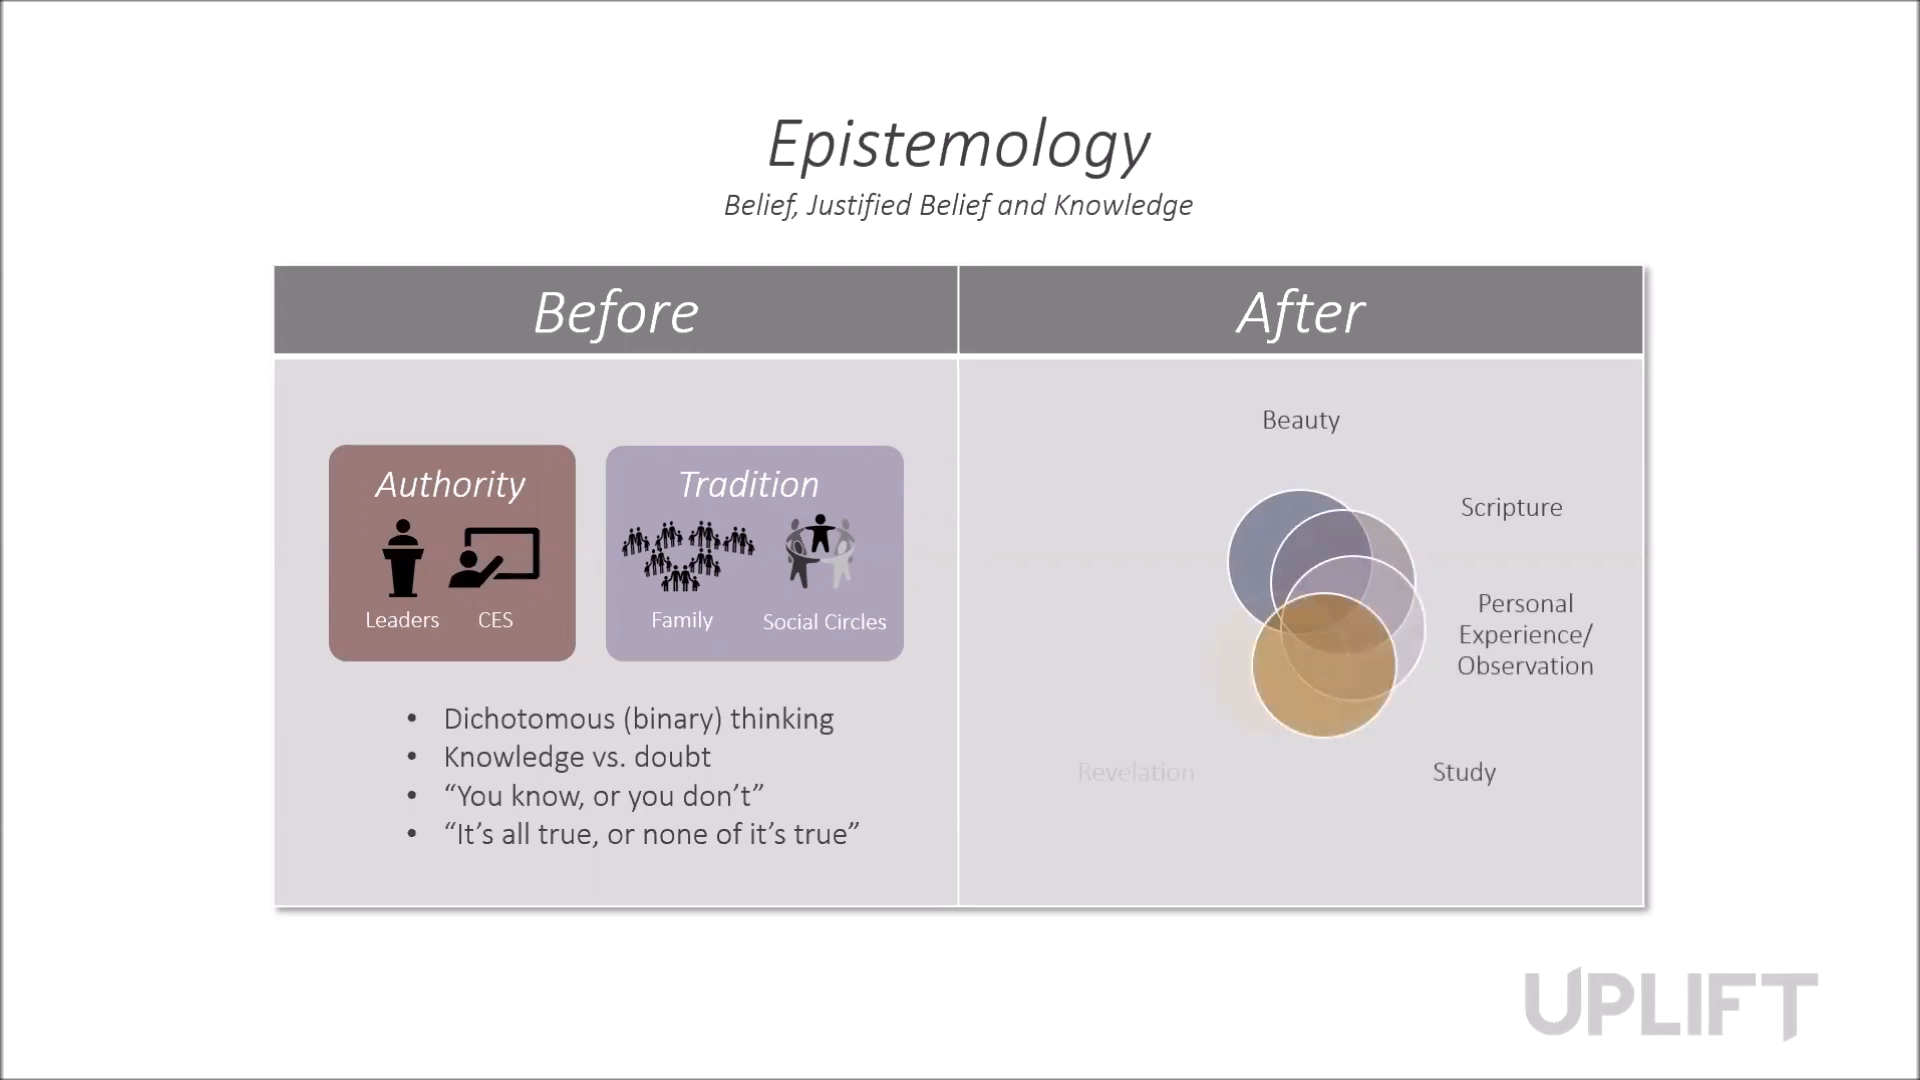 Epistemology
Belief, Justified Belief and Knowledge
Before
After
Authority
Leaders
CES
Tradition
Family
Social Circles
• Dichotomous (binary) thinking
• Knowledge vs. doubt
• “You know, or you don’t”
• “It’s all true, or none of it’s true”
Beauty
Scripture
Personal
Experience/
Observation
Study
Revelation
UPLIFT